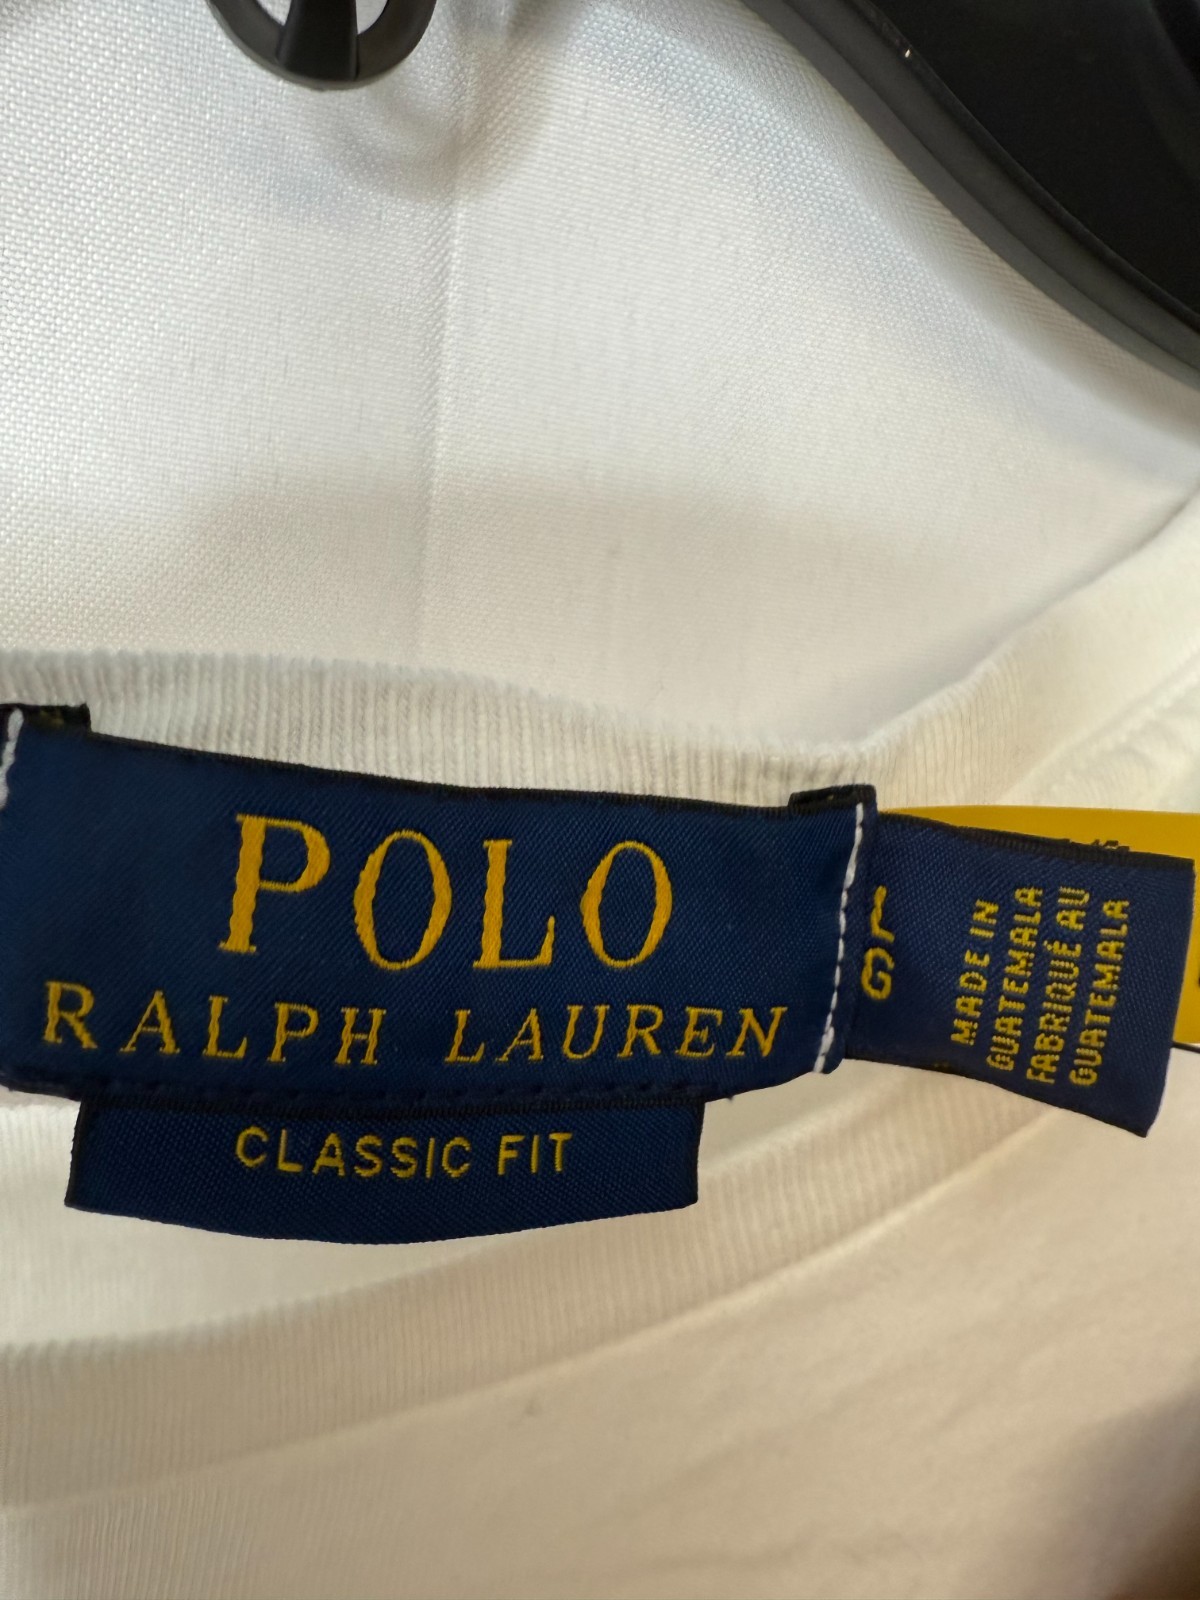 POLO
RALPH LAUREN
CLASSIC FIT
MADE IN
GUATEMALA
FABRIQUÉ AU
GUATEMALA